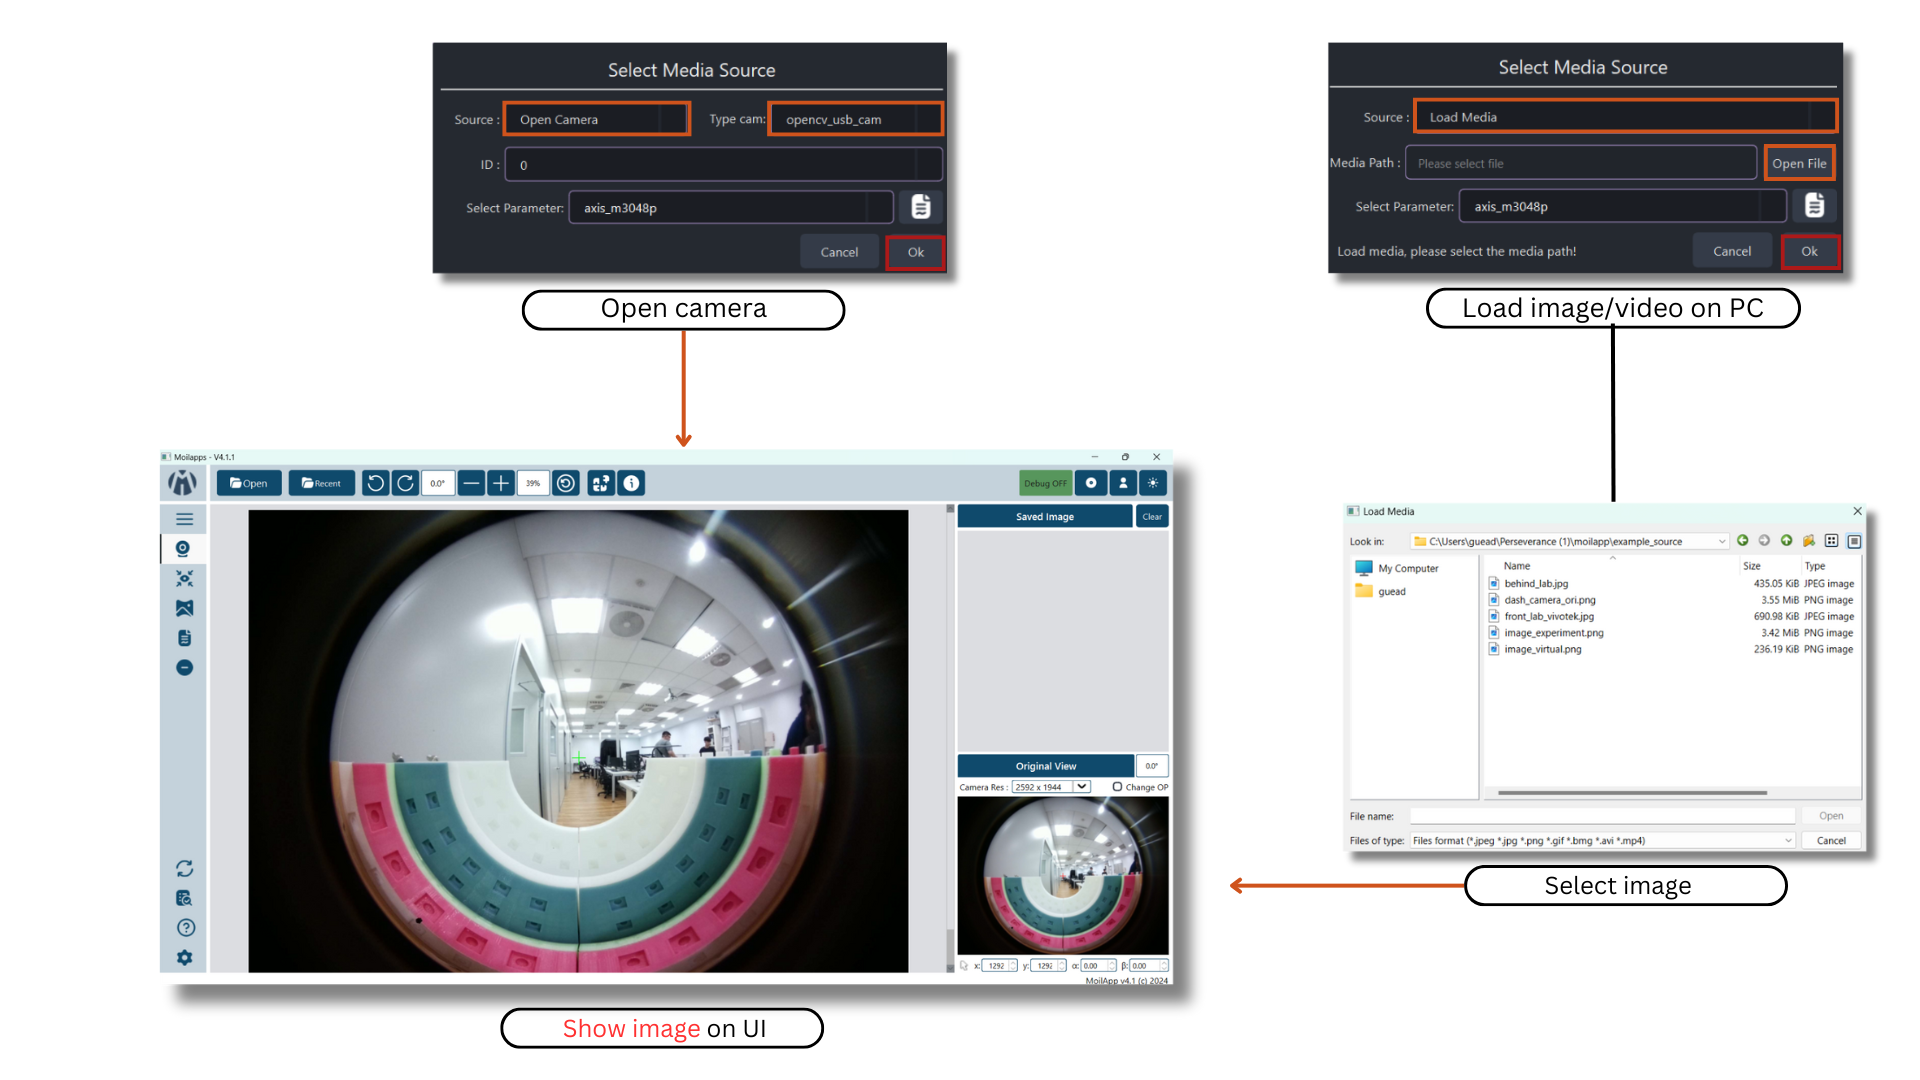 Select Media Source
Source : Open Camera Type cam: opencv_usb_cam
ID : 0
Select Parameter: axis_m3048p
Cancel Ok
Open camera
Select Media Source
Source : Load Media
Media Path : Please select file Open File
Select Parameter: axis_m3048p
Load media, please select the media path! Cancel Ok
Load image/video on PC
Moilapps - V4.1.1
Open Recent 0.0° 39% Debug OFF
Saved Image Clear
Original View 0.0°
Camera Res : 2592 x 1944 Change OP
x: 1292 y: 1292 α: 0.00 β: 0.00
MoilApp v4.1 (c) 2024
Show image on UI
Load Media
Look in: C:\Users\guead\Perseverance (1)\moilapp\example_source
My Computer
guead
Name Size Type
behind_lab.jpg 435.05 KiB JPEG image
dash_camera_ori.png 3.55 MiB PNG image
front_lab_vivotek.jpg 690.98 KiB JPEG image
image_experiment.png 3.42 MiB PNG image
image_virtual.png 236.19 KiB PNG image
File name: Open
Files of type: Files format (*.jpeg *.jpg *.png *.gif *.bmg *.avi *.mp4) Cancel
Select image